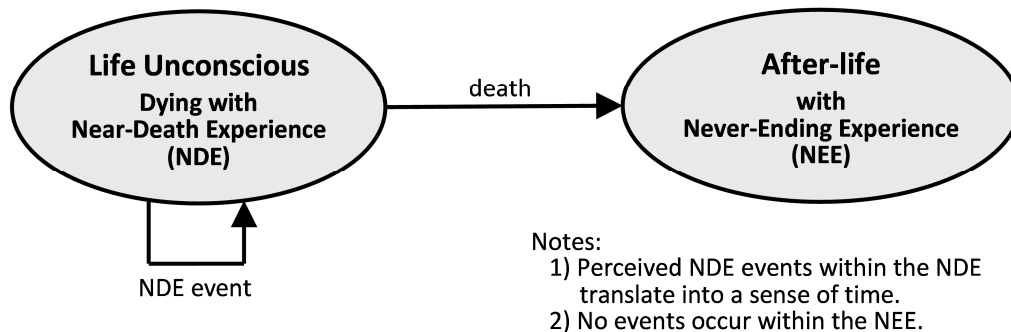 Life Unconscious
Dying with
Near-Death Experience
(NDE)
death
After-life
with
Never-Ending Experience
(NEE)
NDE event
Notes:
1) Perceived NDE events within the NDE
translate into a sense of time.
2) No events occur within the NEE.